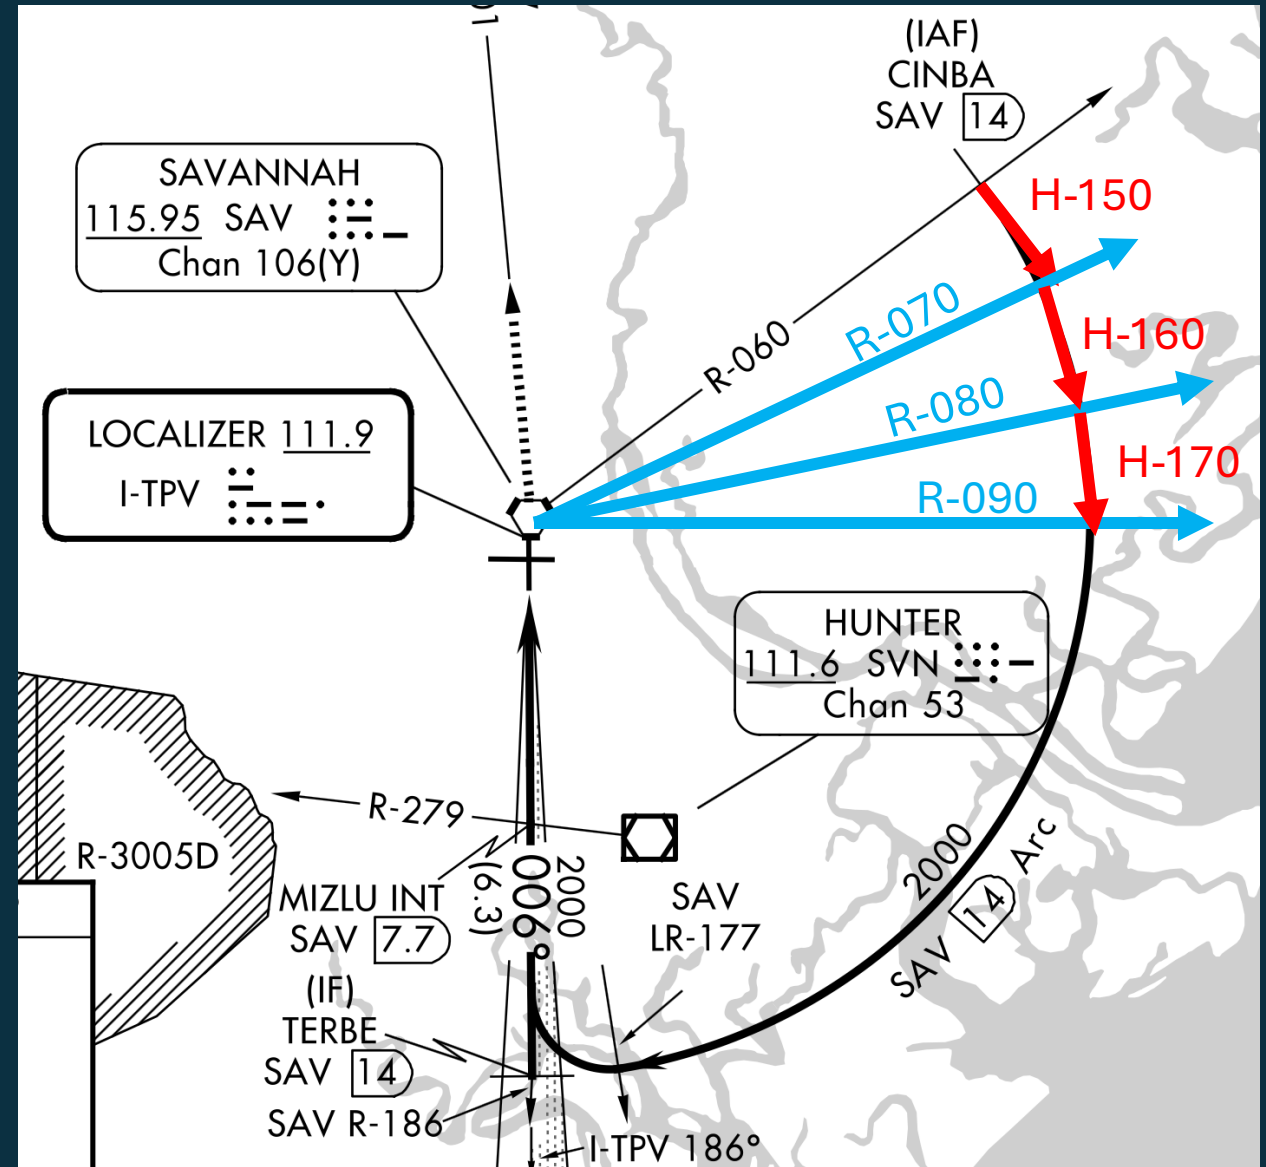 (IAF)
CINBA
SAV 14
H-150
SAVANNAH
115.95 SAV
Chan 106(Y)
R-070
H-160
R-060
R-080
LOCALIZER 111.9
I-TPV
H-170
R-090
HUNTER
111.6 SVN
Chan 53
R-279
R-3005D
2000
SAV 14 Arc
006°
2000
(6.3)
MIZLU INT
SAV 7.7
SAV
LR-177
(IF)
TERBE
SAV 14
SAV R-186
I-TPV 186°